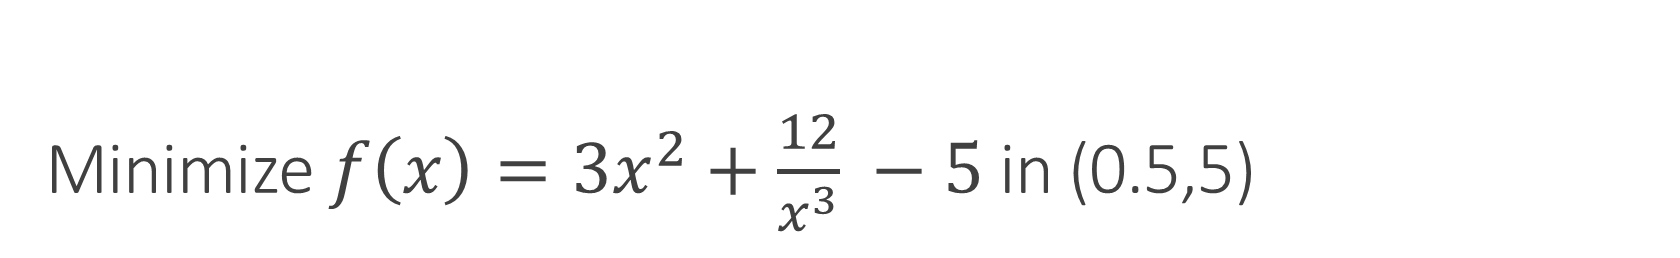 Minimize f(x) = 3x² + 12/x³ − 5 in (0.5,5)